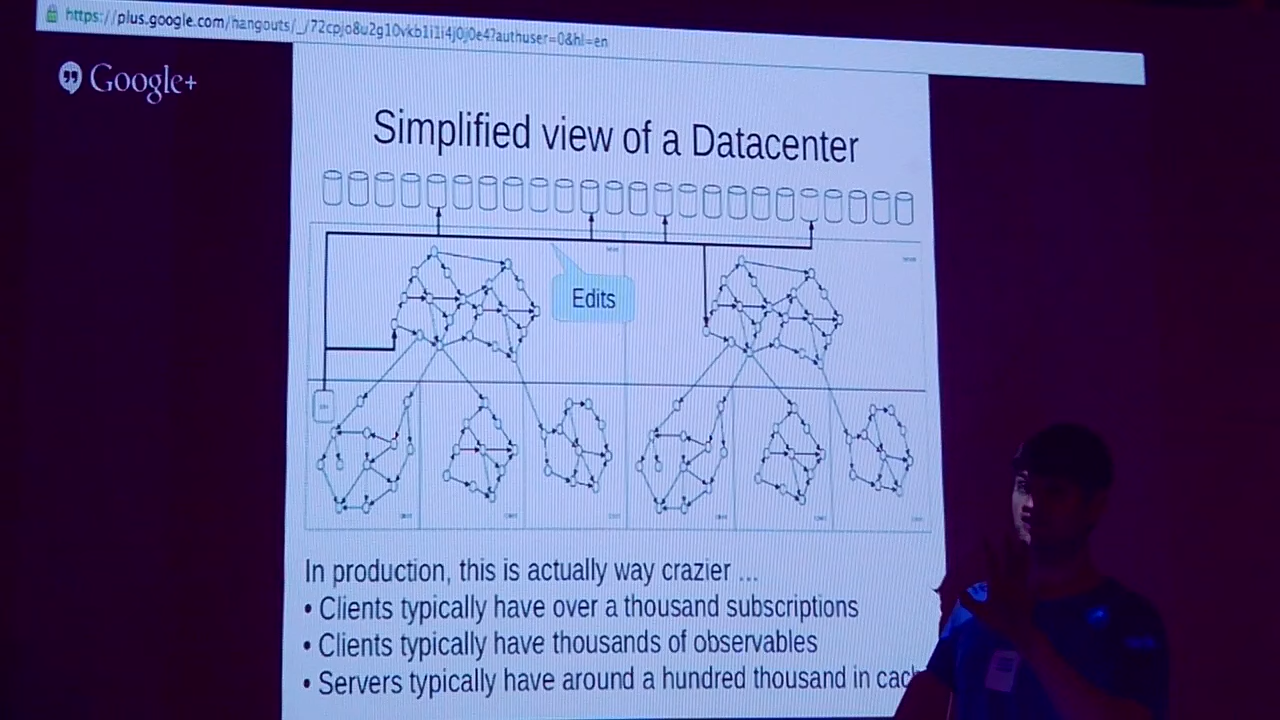 https://plus.google.com/hangouts/_/72cpjo8u2g10vkb1i1i4j0j0e4?authuser=0&hl=en
Google+
Simplified view of a Datacenter
Edits
In production, this is actually way crazier ...
• Clients typically have over a thousand subscriptions
• Clients typically have thousands of observables
• Servers typically have around a hundred thousand in